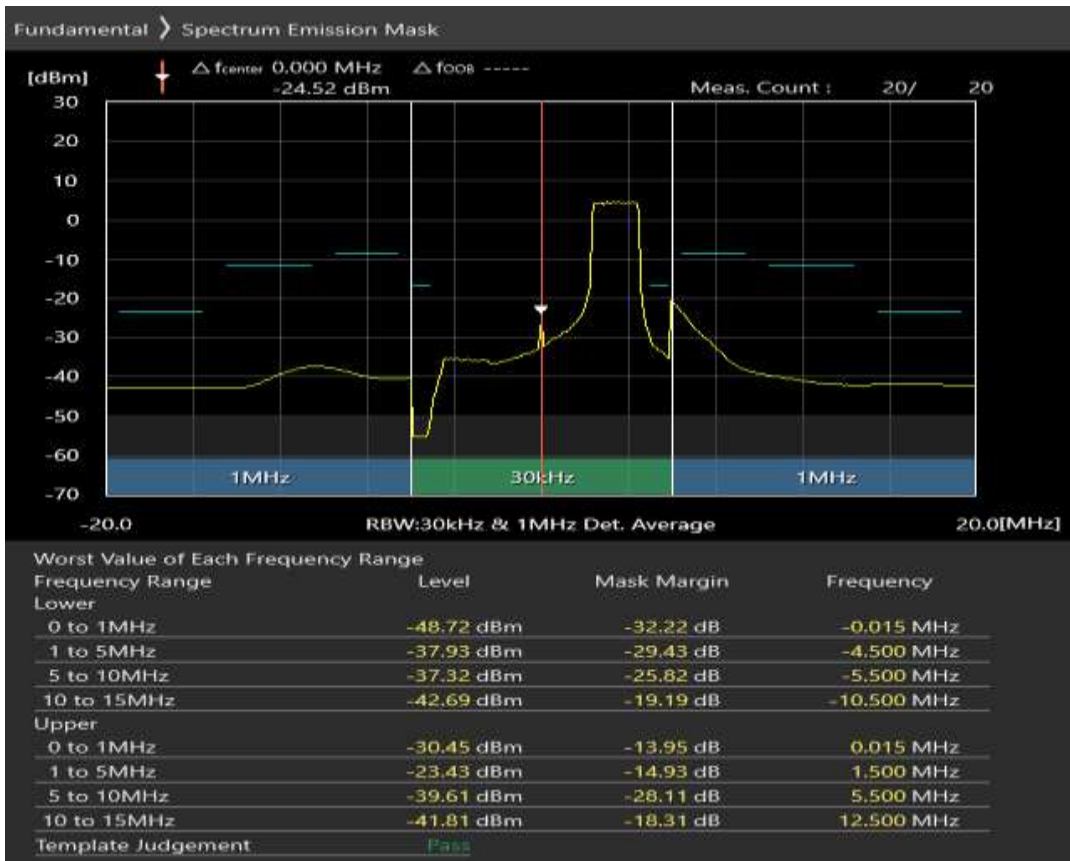 Fundamental > Spectrum Emission Mask
[dBm] △fcenter 0.000 MHz △fOOB -----
-24.52 dBm Meas. Count : 20/ 20
30
20
10
0
-10
-20
-30
-40
-50
-60
1MHz 30kHz 1MHz
-70
-20.0 RBW:30kHz & 1MHz Det. Average 20.0[MHz]
Worst Value of Each Frequency Range
Frequency Range Level Mask Margin Frequency
Lower
0 to 1MHz -48.72 dBm -32.22 dB -0.015 MHz
1 to 5MHz -37.93 dBm -29.43 dB -4.500 MHz
5 to 10MHz -37.32 dBm -25.82 dB -5.500 MHz
10 to 15MHz -42.69 dBm -19.19 dB -10.500 MHz
Upper
0 to 1MHz -30.45 dBm -13.95 dB 0.015 MHz
1 to 5MHz -23.43 dBm -14.93 dB 1.500 MHz
5 to 10MHz -39.61 dBm -28.11 dB 5.500 MHz
10 to 15MHz -41.81 dBm -18.31 dB 12.500 MHz
Template Judgement Pass